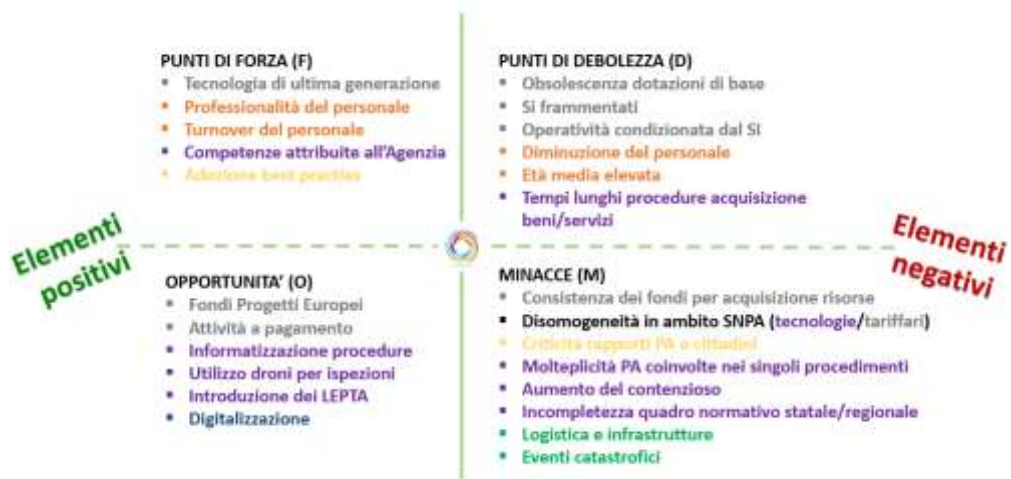 PUNTI DI FORZA (F)
▪ Tecnologia di ultima generazione
▪ Professionalità del personale
▪ Turnover del personale
▪ Competenze attribuite all'Agenzia
▪ Adozione best practice
PUNTI DI DEBOLEZZA (D)
▪ Obsolescenza dotazioni di base
▪ Si frammentati
▪ Operatività condizionata dal SI
▪ Diminuzione del personale
▪ Età media elevata
▪ Tempi lunghi procedure acquisizione
beni/servizi
Elementi
positivi
Elementi
negativi
OPPORTUNITA' (O)
▪ Fondi Progetti Europei
▪ Attività a pagamento
▪ Informatizzazione procedure
▪ Utilizzo droni per ispezioni
▪ Introduzione dei LEPTA
▪ Digitalizzazione
MINACCE (M)
▪ Consistenza dei fondi per acquisizione risorse
▪ Disomogeneità in ambito SNPA (tecnologie/tariffari)
▪ Criticità rapporti PA e cittadini
▪ Molteplicità PA coinvolte nei singoli procedimenti
▪ Aumento del contenzioso
▪ Incompletezza quadro normativo statale/regionale
▪ Logistica e infrastrutture
▪ Eventi catastrofici